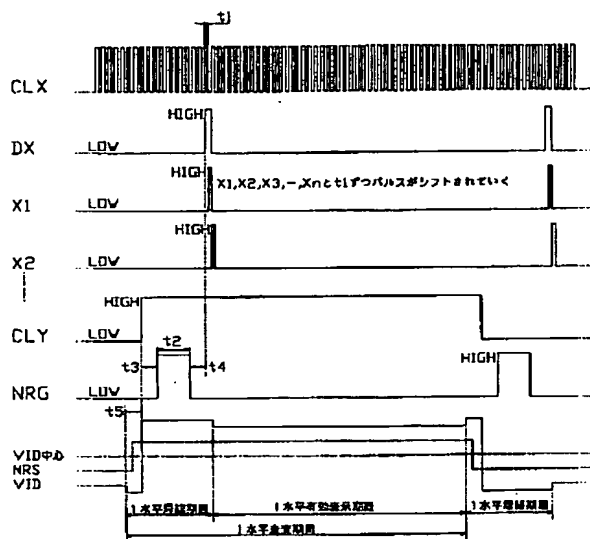 t1
CLX
HIGH
DX
LOW
HIGH
X1,X2,X3,–,Xnとt1ずつパルスがシフトされていく
X1
LOW
HIGH
X2
LOW
HIGH
CLY
LOW
t2
t3
t4
HIGH
NRG
LOW
t5
VID中心
NRS
VID
1水平帰線期間
1水平有効表示期間
1水平帰線期間
1水平走査期間